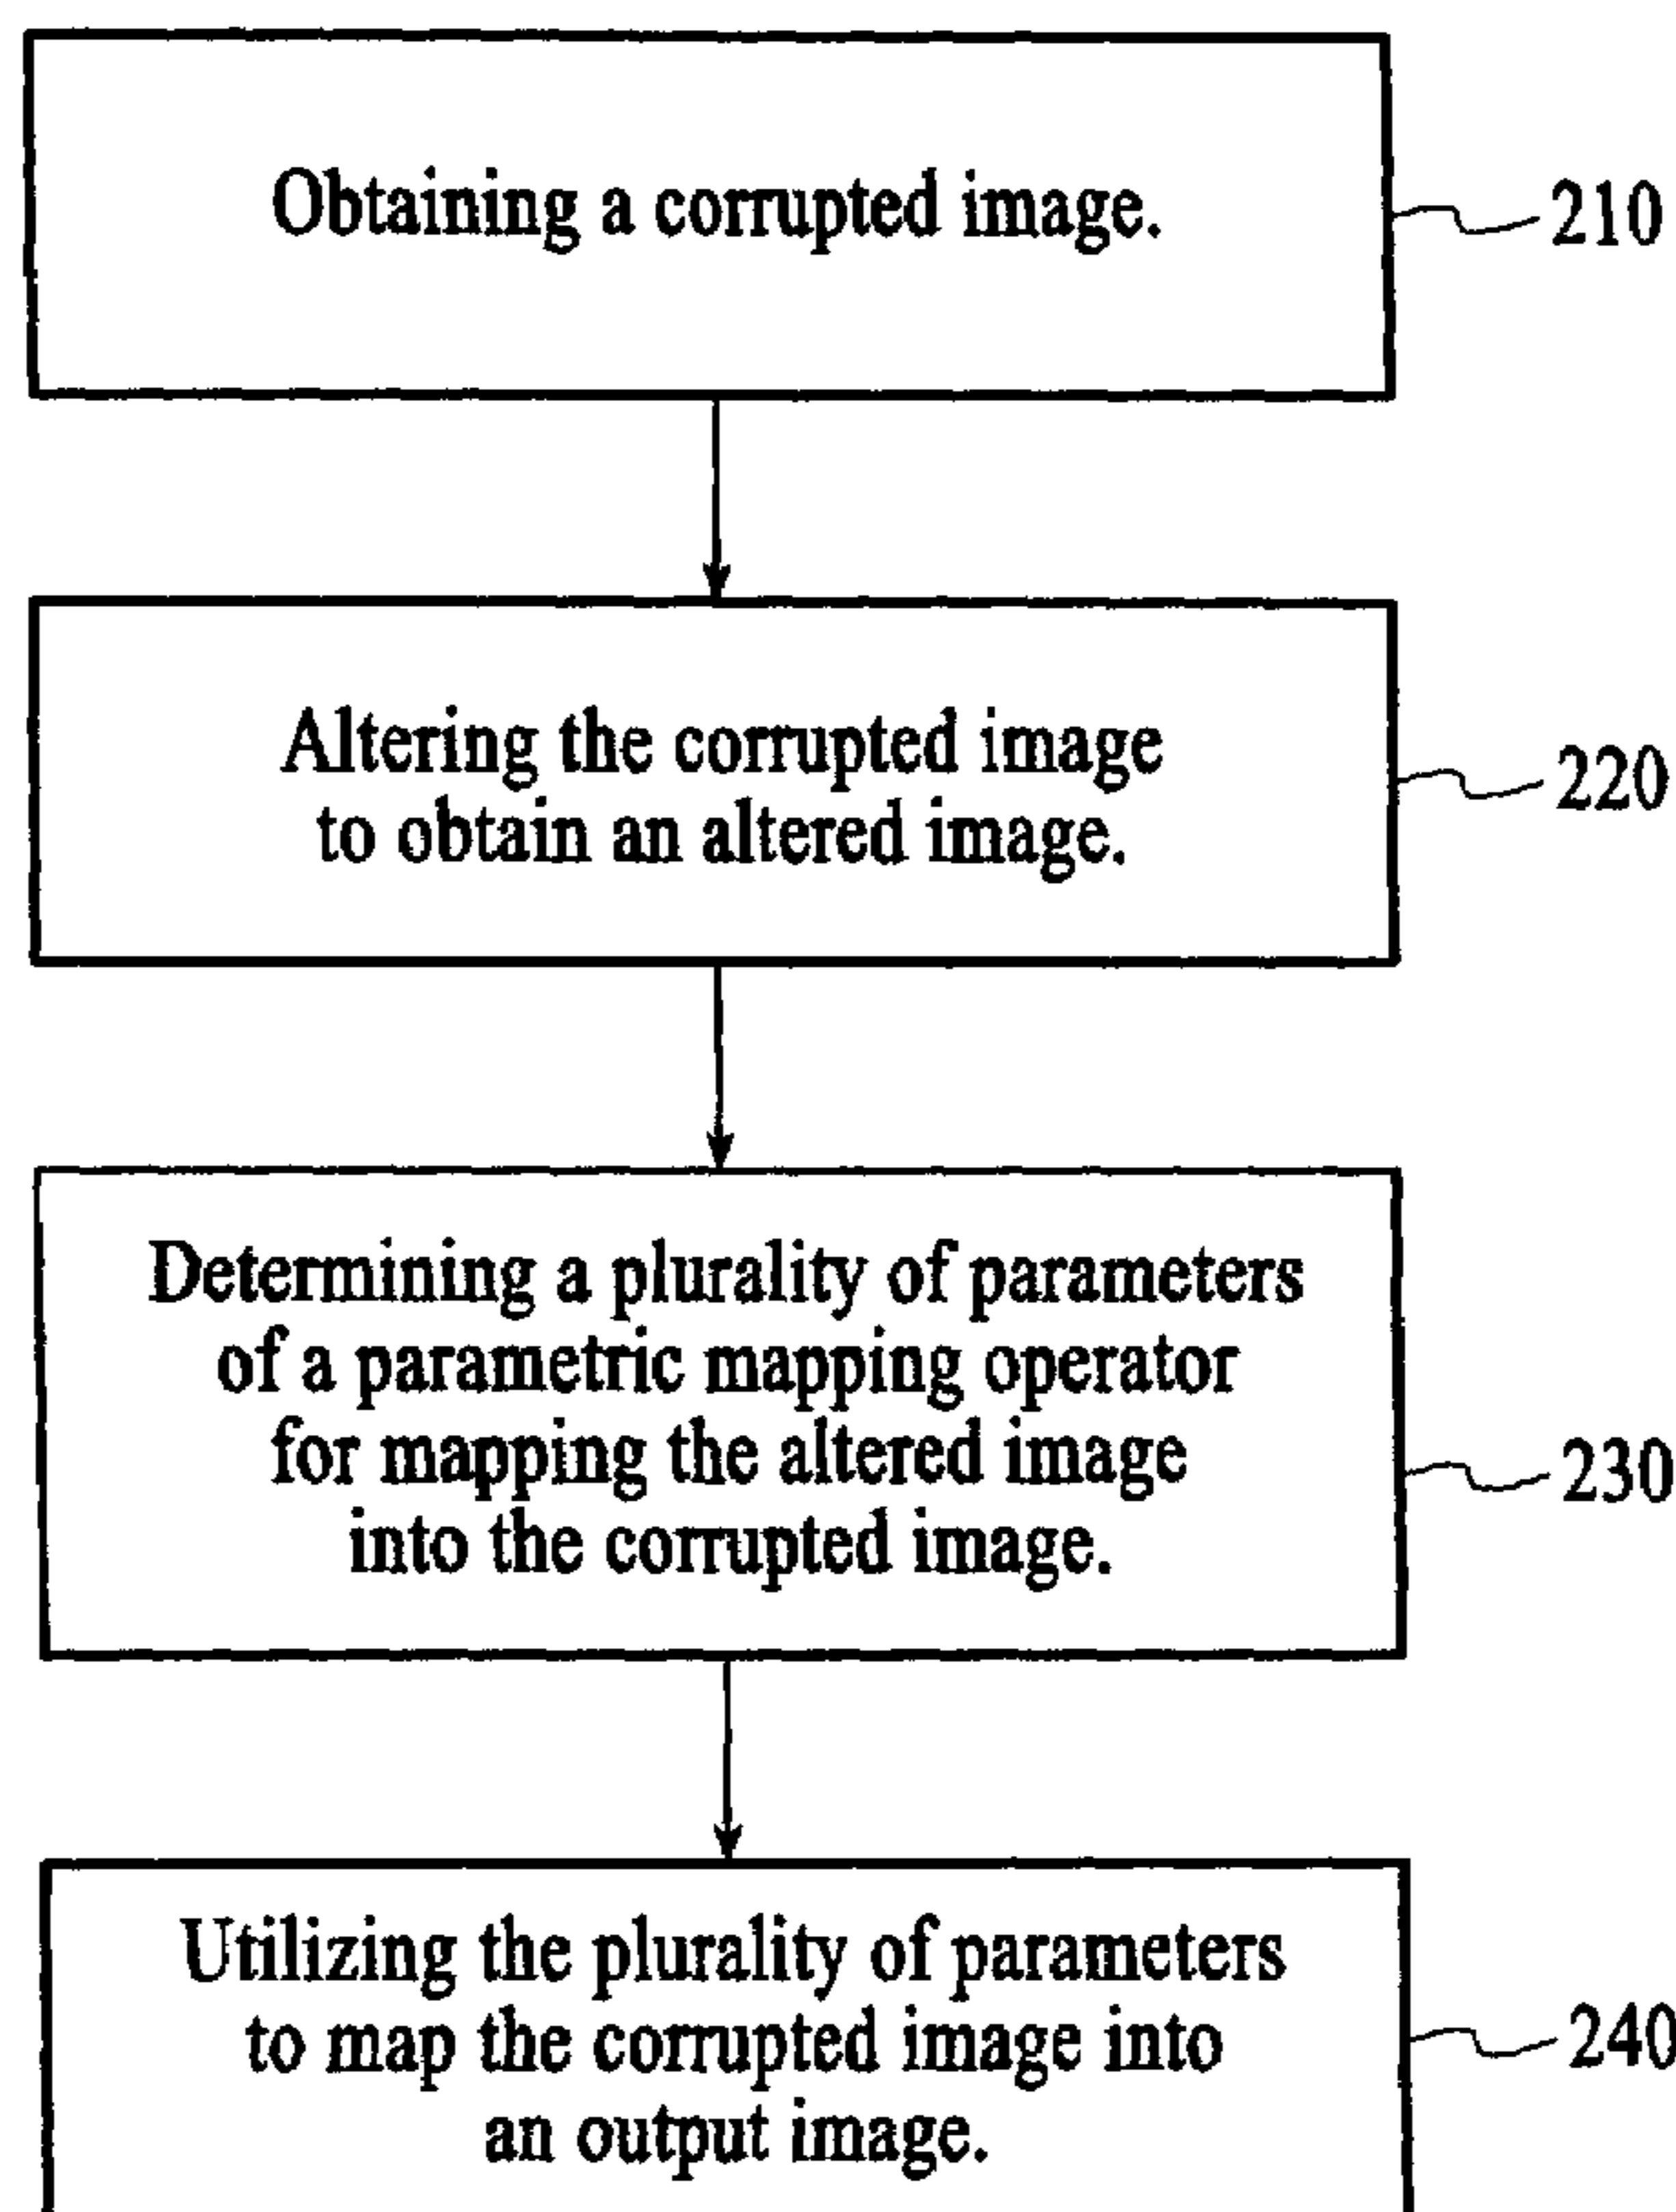 Obtaining a corrupted image.
210
Altering the corrupted image
to obtain an altered image.
220
Determining a plurality of parameters
of a parametric mapping operator
for mapping the altered image
into the corrupted image.
230
Utilizing the plurality of parameters
to map the corrupted image into
an output image.
240